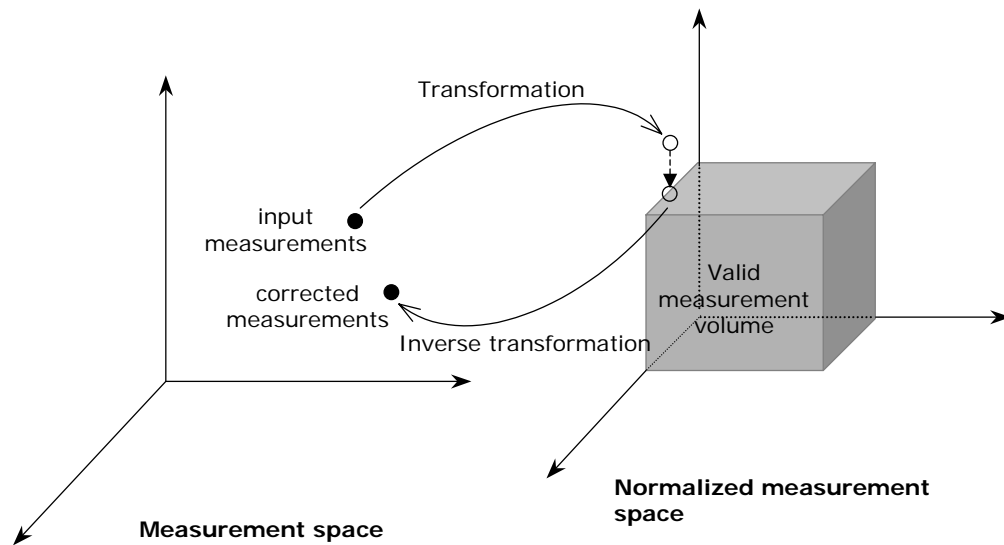 Transformation
input
measurements
corrected
measurements
Inverse transformation
Valid
measurement
volume
Measurement space
Normalized measurement
space